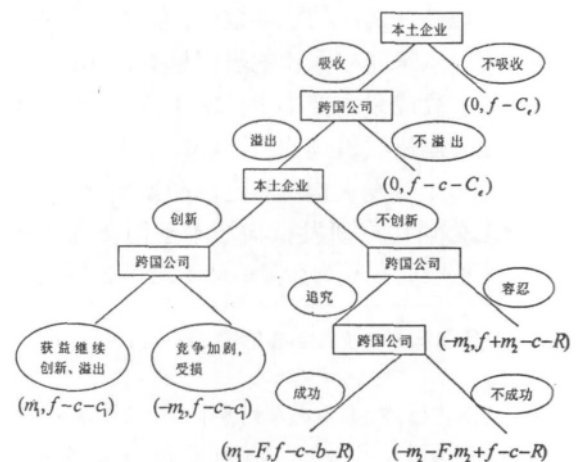 本土企业
吸收
不吸收
跨国公司
(0, f−Cₑ)
溢出
不溢出
本土企业
(0, f−c−Cₑ)
创新
不创新
跨国公司
跨国公司
追究
容忍
获益继续
创新、溢出
竞争加剧,
受损
跨国公司
(−m₂, f+m₂−c−R)
(m₁, f−c−c₁)
(−m₂, f−c−c₁)
成功
不成功
(m₁−F, f−c−b−R)
(−m₂−F, m₂+f−c−R)